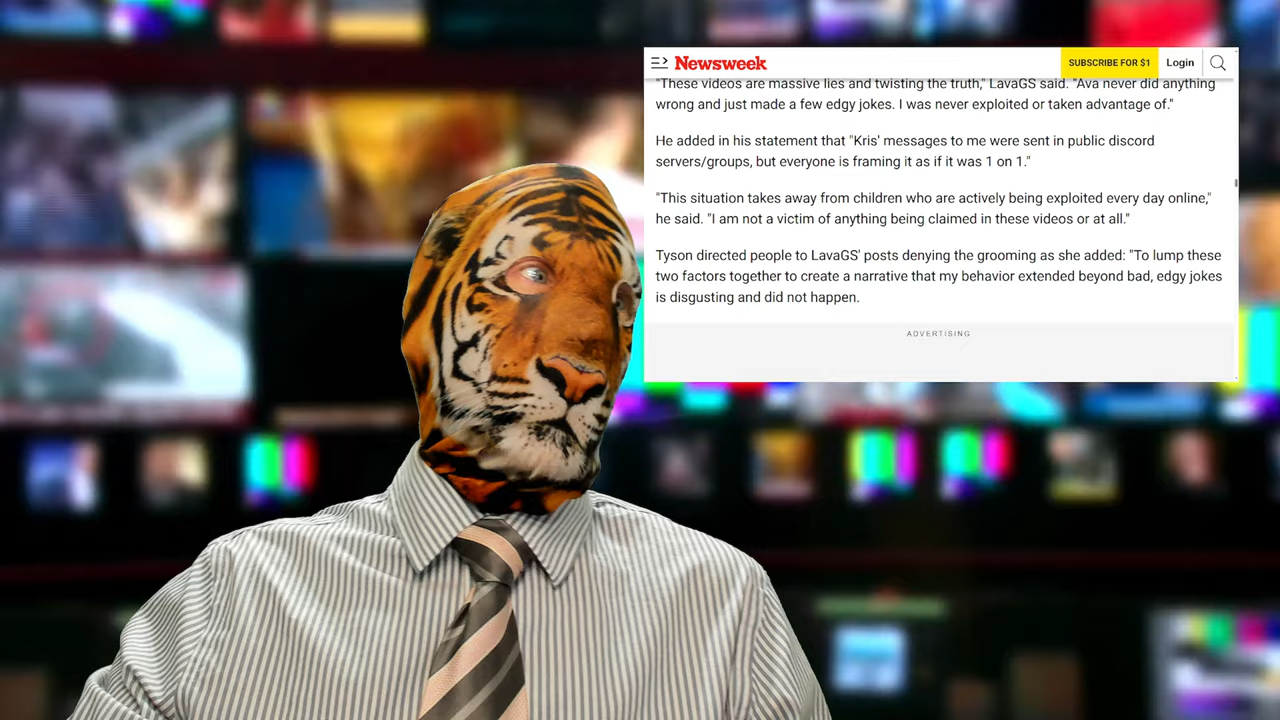 Newsweek
SUBSCRIBE FOR $1
Login
"These videos are massive lies and twisting the truth," LavaGS said. "Ava never did anything
wrong and just made a few edgy jokes. I was never exploited or taken advantage of."
He added in his statement that "Kris' messages to me were sent in public discord
servers/groups, but everyone is framing it as if it was 1 on 1."
"This situation takes away from children who are actively being exploited every day online,"
he said. "I am not a victim of anything being claimed in these videos or at all."
Tyson directed people to LavaGS' posts denying the grooming as she added: "To lump these
two factors together to create a narrative that my behavior extended beyond bad, edgy jokes
is disgusting and did not happen.
ADVERTISING